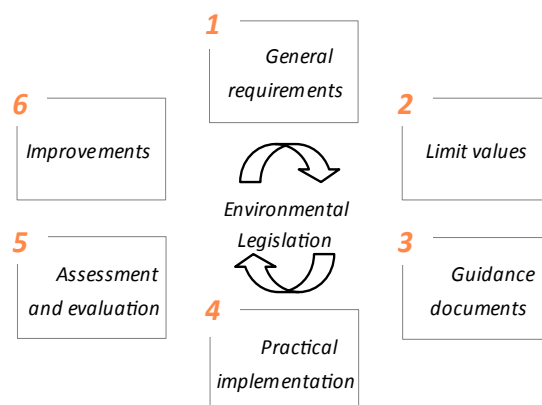 1
General
requirements
2
Limit values
3
Guidance
documents
4
Practical
implementation
5
Assessment
and evaluation
6
Improvements
Environmental
Legislation